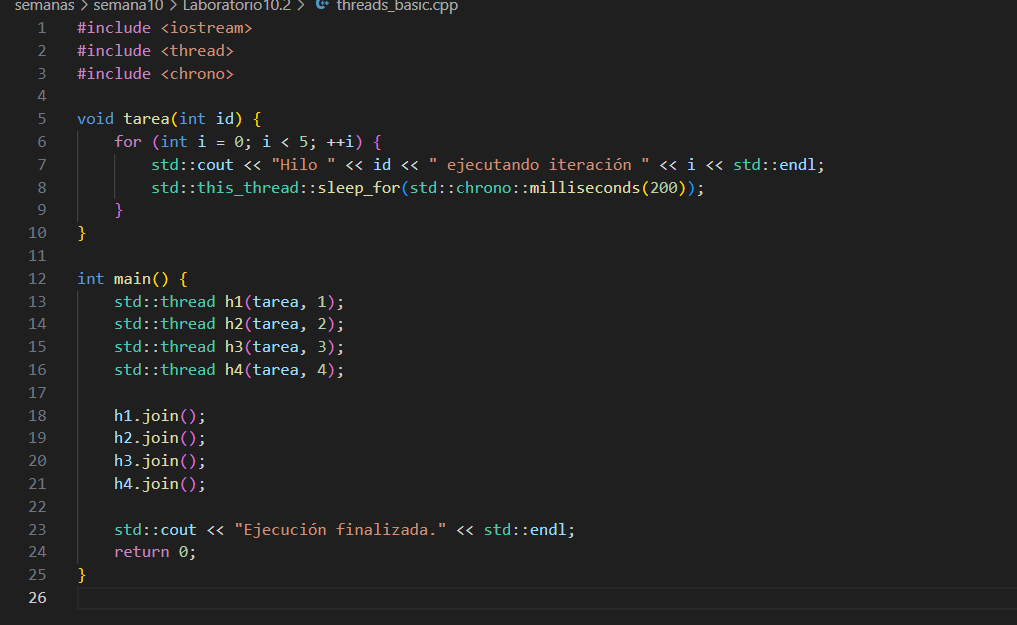 semanas > semana10 > Laboratorio10.2 > threads_basic.cpp
1 #include <iostream>
2 #include <thread>
3 #include <chrono>
4
5 void tarea(int id) {
6     for (int i = 0; i < 5; ++i) {
7         std::cout << "Hilo " << id << " ejecutando iteración " << i << std::endl;
8         std::this_thread::sleep_for(std::chrono::milliseconds(200));
9     }
10 }
11
12 int main() {
13     std::thread h1(tarea, 1);
14     std::thread h2(tarea, 2);
15     std::thread h3(tarea, 3);
16     std::thread h4(tarea, 4);
17
18     h1.join();
19     h2.join();
20     h3.join();
21     h4.join();
22
23     std::cout << "Ejecución finalizada." << std::endl;
24     return 0;
25 }
26